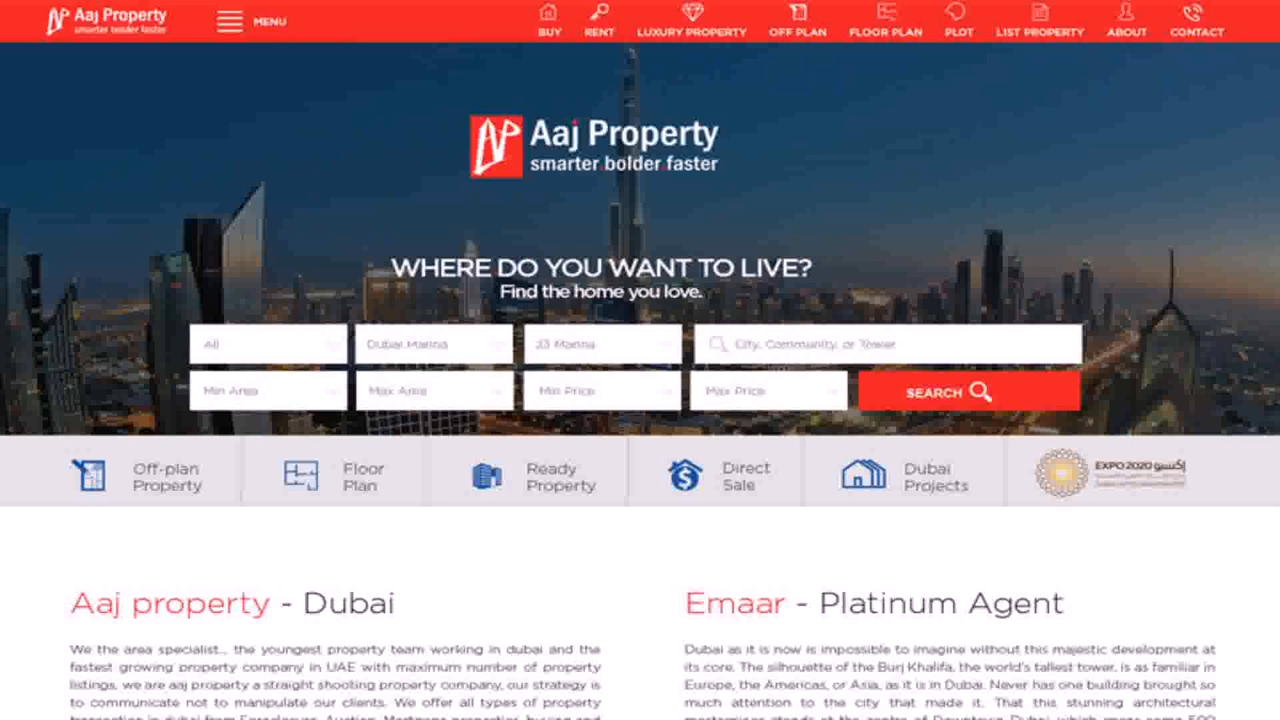 Aaj Property
smarter bolder faster
MENU
BUY
RENT
LUXURY PROPERTY
OFF PLAN
FLOOR PLAN
PLOT
LIST PROPERTY
ABOUT
CONTACT
Aaj Property
smarter.bolder.faster
WHERE DO YOU WANT TO LIVE?
Find the home you love.
All
Dubai Marina
23 Marina
City, Community, or Tower
Min Area
Max Area
Min Price
Max Price
SEARCH
Off-plan
Property
Floor
Plan
Ready
Property
Direct
Sale
Dubai
Projects
EXPO 2020 إكسبو
Aaj property - Dubai
We the area specialist... the youngest property team working in dubai and the
fastest growing property company in UAE with maximum number of property
listings, we are aaj property a straight shooting property company, our strategy is
to communicate not to manipulate our clients. We offer all types of property
Emaar - Platinum Agent
Dubai as it is now is impossible to imagine without this majestic development at
its core. The silhouette of the Burj Khalifa, the world's tallest tower, is as familiar in
Europe, the Americas, or Asia, as it is in Dubai. Never has one building brought so
much attention to the city that made it. That this stunning architectural